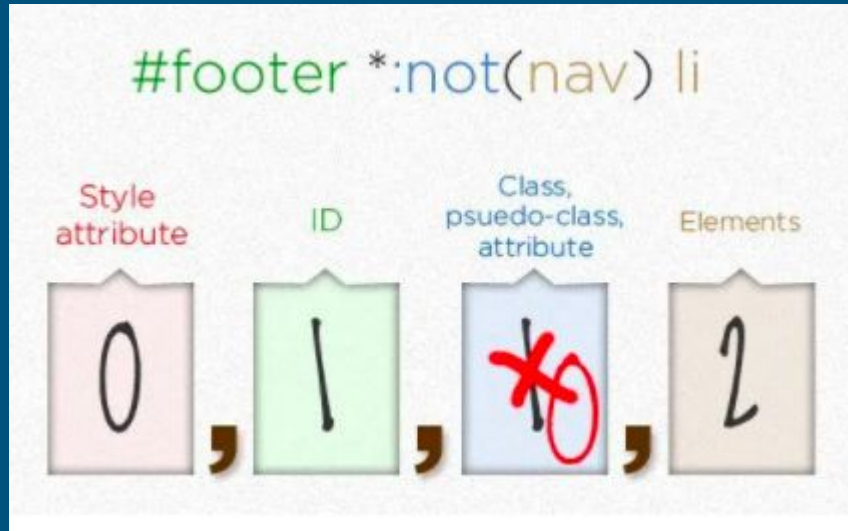 #footer *:not(nav) li
Style
attribute
ID
Class,
psuedo-class,
attribute
Elements
0 , 1 , 1 0 , 2